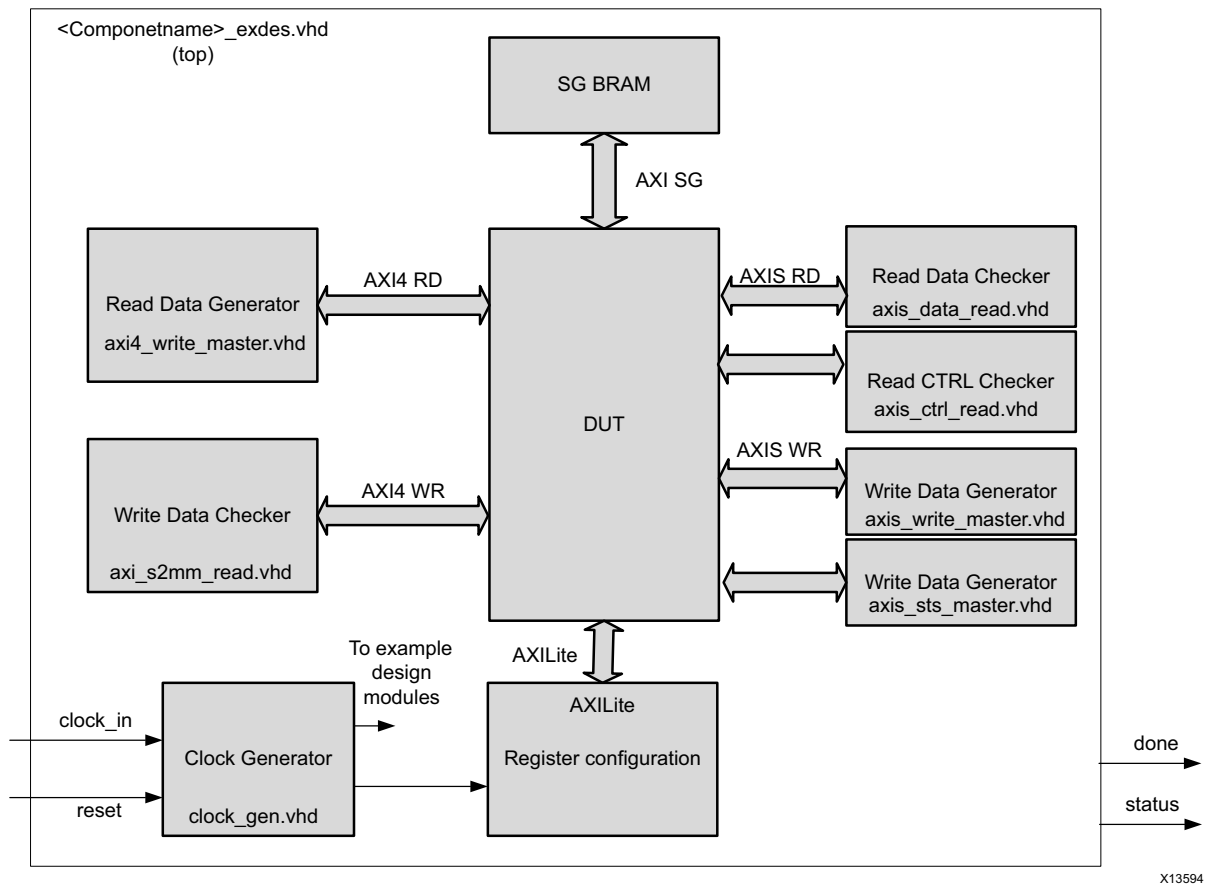 <Componetname>_exdes.vhd
(top)
SG BRAM
AXI SG
Read Data Generator
axi4_write_master.vhd
AXI4 RD
AXIS RD
Read Data Checker
axis_data_read.vhd
Read CTRL Checker
axis_ctrl_read.vhd
DUT
Write Data Checker
axi_s2mm_read.vhd
AXI4 WR
AXIS WR
Write Data Generator
axis_write_master.vhd
Write Data Generator
axis_sts_master.vhd
To example
design
modules
AXILite
AXILite
Register configuration
clock_in
reset
Clock Generator
clock_gen.vhd
done
status
X13594